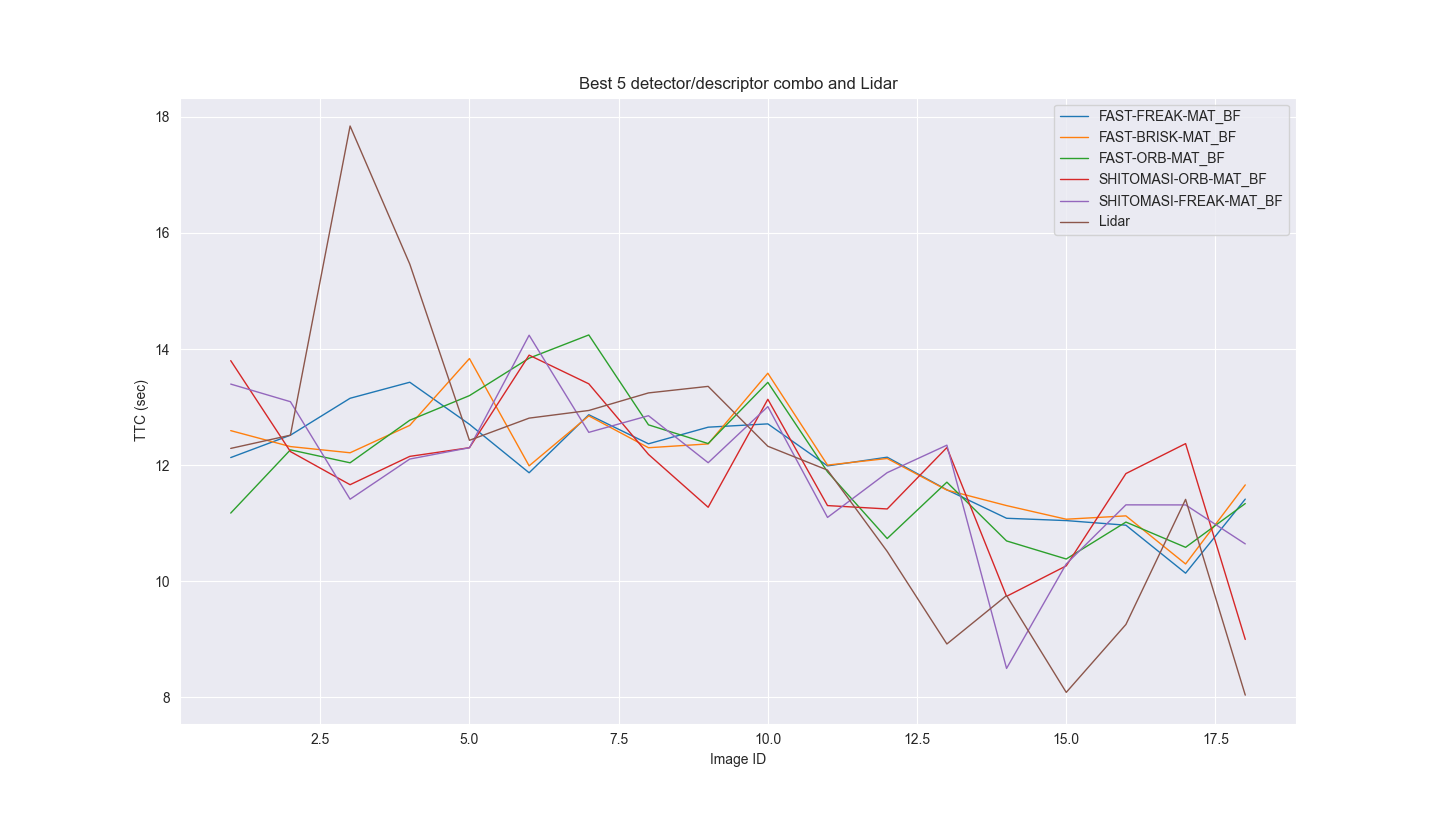 Best 5 detector/descriptor combo and Lidar
FAST-FREAK-MAT_BF
FAST-BRISK-MAT_BF
FAST-ORB-MAT_BF
SHITOMASI-ORB-MAT_BF
SHITOMASI-FREAK-MAT_BF
Lidar
18
16
14
12
10
8
TTC (sec)
2.5 5.0 7.5 10.0 12.5 15.0 17.5
Image ID